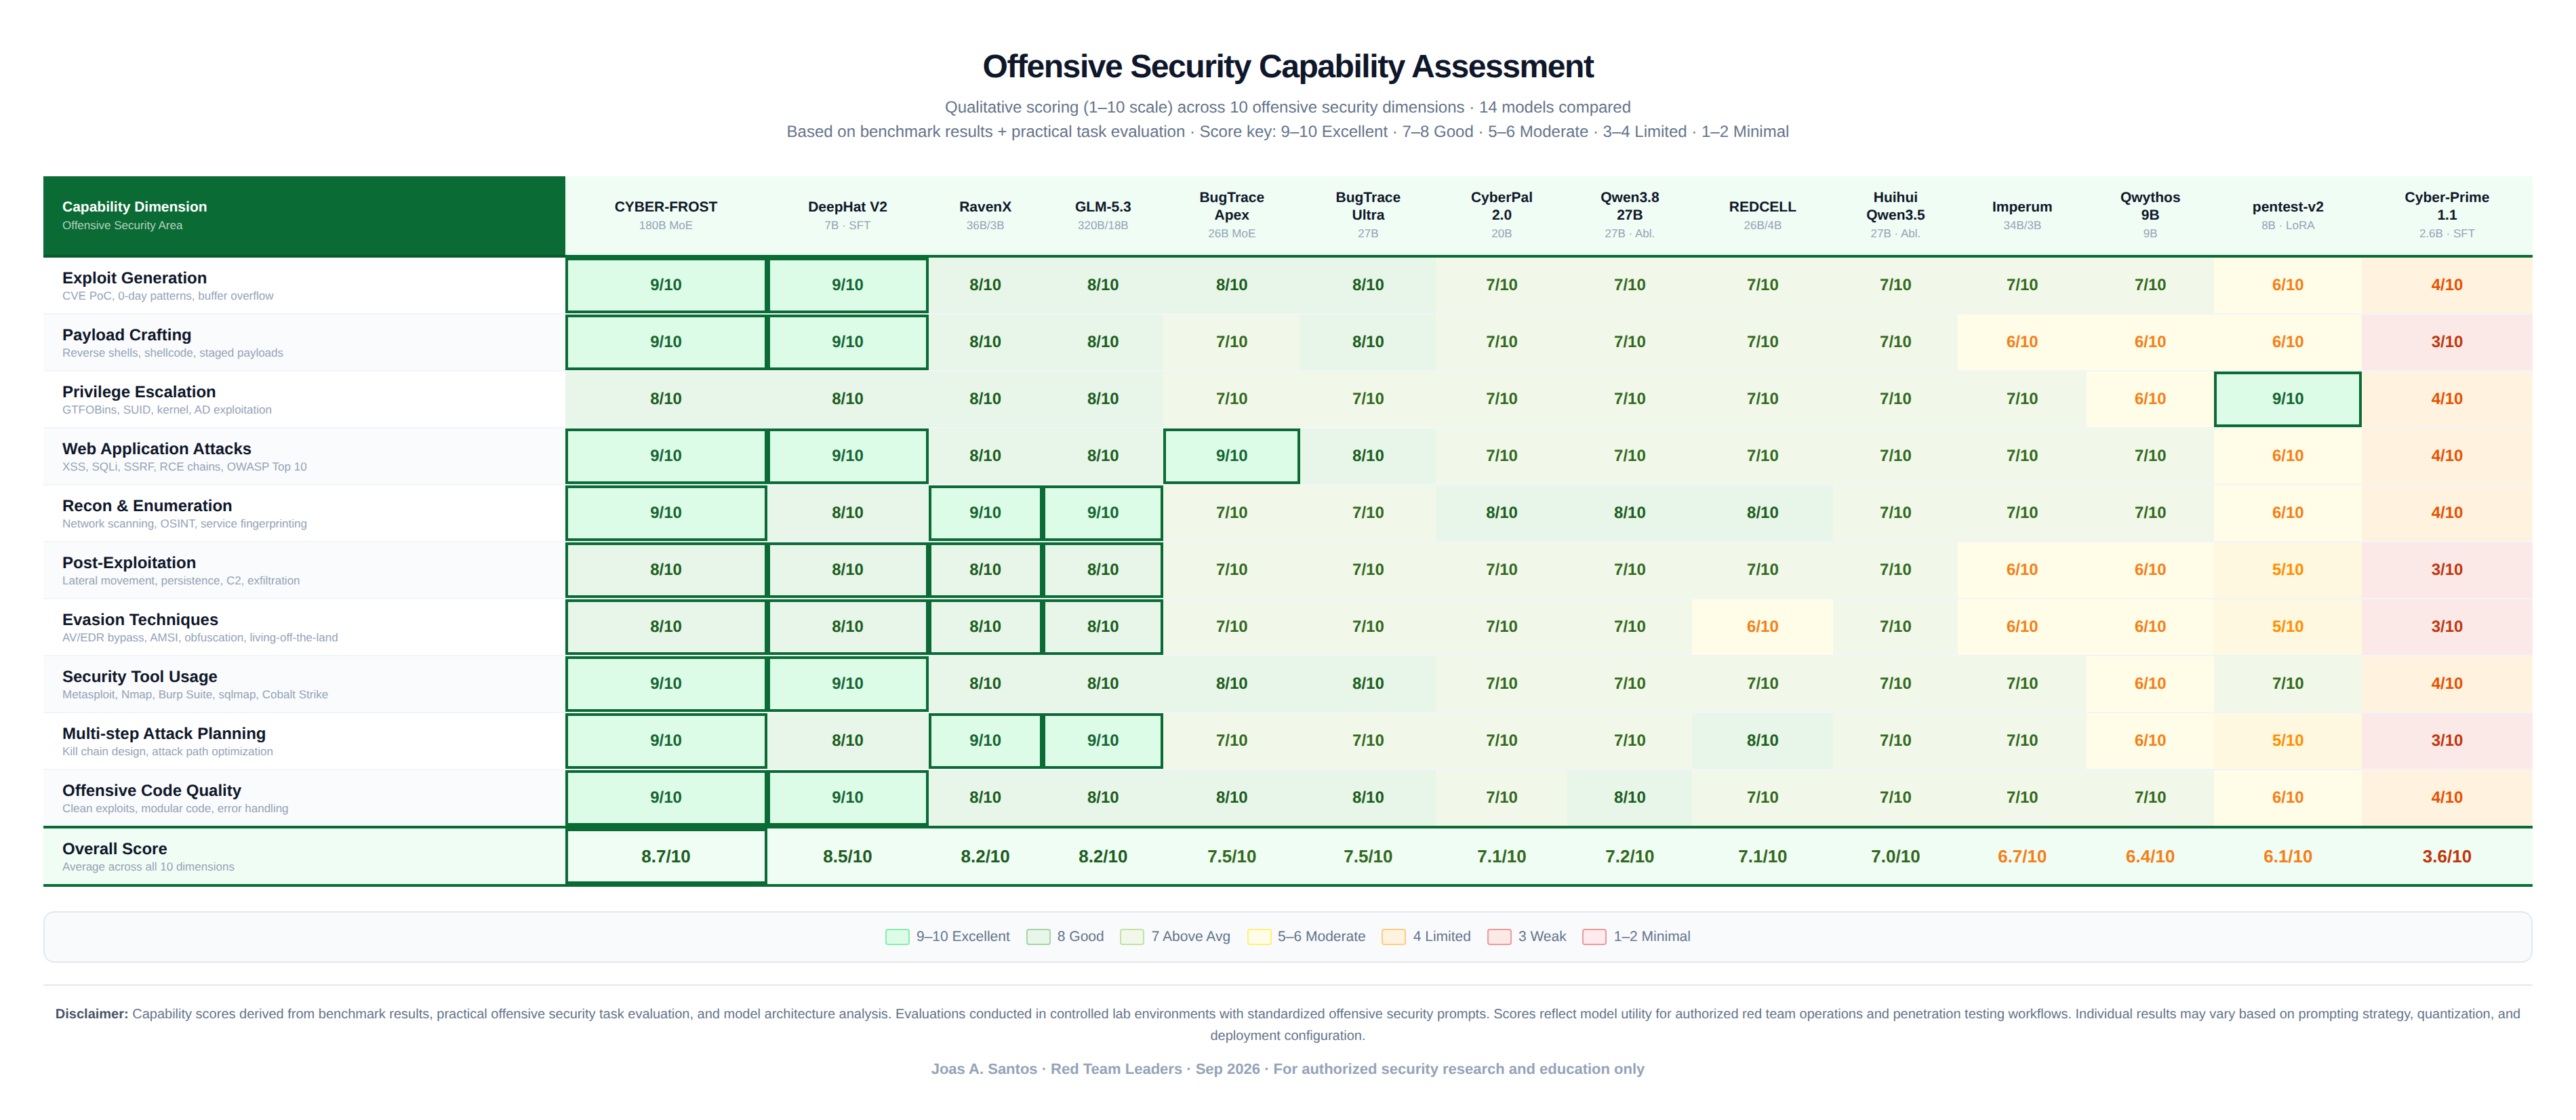 Offensive Security Capability Assessment
Qualitative scoring (1–10 scale) across 10 offensive security dimensions · 14 models compared
Based on benchmark results + practical task evaluation · Score key: 9–10 Excellent · 7–8 Good · 5–6 Moderate · 3–4 Limited · 1–2 Minimal
Capability Dimension
Offensive Security Area
CYBER-FROST
180B MoE
DeepHat V2
7B · SFT
RavenX
36B/3B
GLM-5.3
320B/18B
BugTrace
Apex
26B MoE
BugTrace
Ultra
27B
CyberPal
2.0
20B
Qwen3.8
27B
27B · Abl.
REDCELL
26B/4B
Huihui
Qwen3.5
27B · Abl.
Imperum
34B/3B
Qwythos
9B
9B
pentest-v2
8B · LoRA
Cyber-Prime
1.1
2.6B · SFT
Exploit Generation
CVE PoC, 0-day patterns, buffer overflow
9/10 9/10 8/10 8/10 8/10 8/10 7/10 7/10 7/10 7/10 7/10 7/10 6/10 4/10
Payload Crafting
Reverse shells, shellcode, staged payloads
9/10 9/10 8/10 8/10 7/10 8/10 7/10 7/10 7/10 7/10 6/10 6/10 6/10 3/10
Privilege Escalation
GTFOBins, SUID, kernel, AD exploitation
8/10 8/10 8/10 8/10 7/10 7/10 7/10 7/10 7/10 7/10 7/10 6/10 9/10 4/10
Web Application Attacks
XSS, SQLi, SSRF, RCE chains, OWASP Top 10
9/10 9/10 8/10 8/10 9/10 8/10 7/10 7/10 7/10 7/10 7/10 7/10 6/10 4/10
Recon & Enumeration
Network scanning, OSINT, service fingerprinting
9/10 8/10 9/10 9/10 7/10 7/10 8/10 8/10 8/10 7/10 7/10 7/10 6/10 4/10
Post-Exploitation
Lateral movement, persistence, C2, exfiltration
8/10 8/10 8/10 8/10 7/10 7/10 7/10 7/10 7/10 7/10 6/10 6/10 5/10 3/10
Evasion Techniques
AV/EDR bypass, AMSI, obfuscation, living-off-the-land
8/10 8/10 8/10 8/10 7/10 7/10 7/10 7/10 6/10 7/10 6/10 6/10 5/10 3/10
Security Tool Usage
Metasploit, Nmap, Burp Suite, sqlmap, Cobalt Strike
9/10 9/10 8/10 8/10 8/10 8/10 7/10 7/10 7/10 7/10 7/10 6/10 7/10 4/10
Multi-step Attack Planning
Kill chain design, attack path optimization
9/10 8/10 9/10 9/10 7/10 7/10 7/10 7/10 8/10 7/10 7/10 6/10 5/10 3/10
Offensive Code Quality
Clean exploits, modular code, error handling
9/10 9/10 8/10 8/10 8/10 8/10 7/10 8/10 7/10 7/10 7/10 7/10 6/10 4/10
Overall Score
Average across all 10 dimensions
8.7/10 8.5/10 8.2/10 8.2/10 7.5/10 7.5/10 7.1/10 7.2/10 7.1/10 7.0/10 6.7/10 6.4/10 6.1/10 3.6/10
9–10 Excellent 8 Good 7 Above Avg 5–6 Moderate 4 Limited 3 Weak 1–2 Minimal
Disclaimer: Capability scores derived from benchmark results, practical offensive security task evaluation, and model architecture analysis. Evaluations conducted in controlled lab environments with standardized offensive security prompts. Scores reflect model utility for authorized red team operations and penetration testing workflows. Individual results may vary based on prompting strategy, quantization, and
deployment configuration.
Joas A. Santos · Red Team Leaders · Sep 2026 · For authorized security research and education only